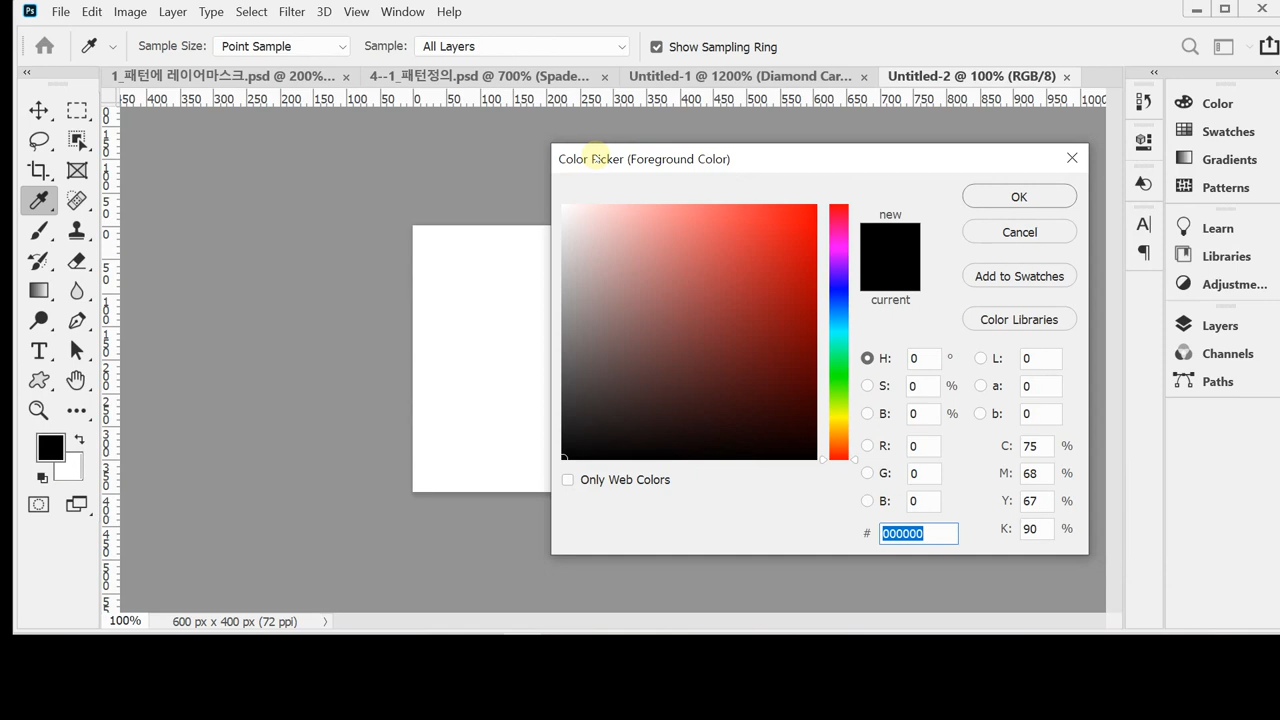 Ps File Edit Image Layer Type Select Filter 3D View Window Help
Sample Size: Point Sample Sample: All Layers Show Sampling Ring
1_패턴에 레이어마스크.psd @ 200%... × 4--1_패턴정의.psd @ 700% (Spade... × Untitled-1 @ 1200% (Diamond Car... × Untitled-2 @ 100% (RGB/8) ×
450 400 350 300 250 200 150 100 50 0 50 100 150 200 250 300 350 400 450 500 550 600 650 700 750 800 850 900 950 1000
Color Picker (Foreground Color)
new
current
OK
Cancel
Add to Swatches
Color Libraries
H: 0 ° L: 0
S: 0 % a: 0
B: 0 % b: 0
R: 0 C: 75 %
G: 0 M: 68 %
B: 0 Y: 67 %
# 000000 K: 90 %
Only Web Colors
Color
Swatches
Gradients
Patterns
Learn
Libraries
Adjustme...
Layers
Channels
Paths
100% 600 px x 400 px (72 ppi)